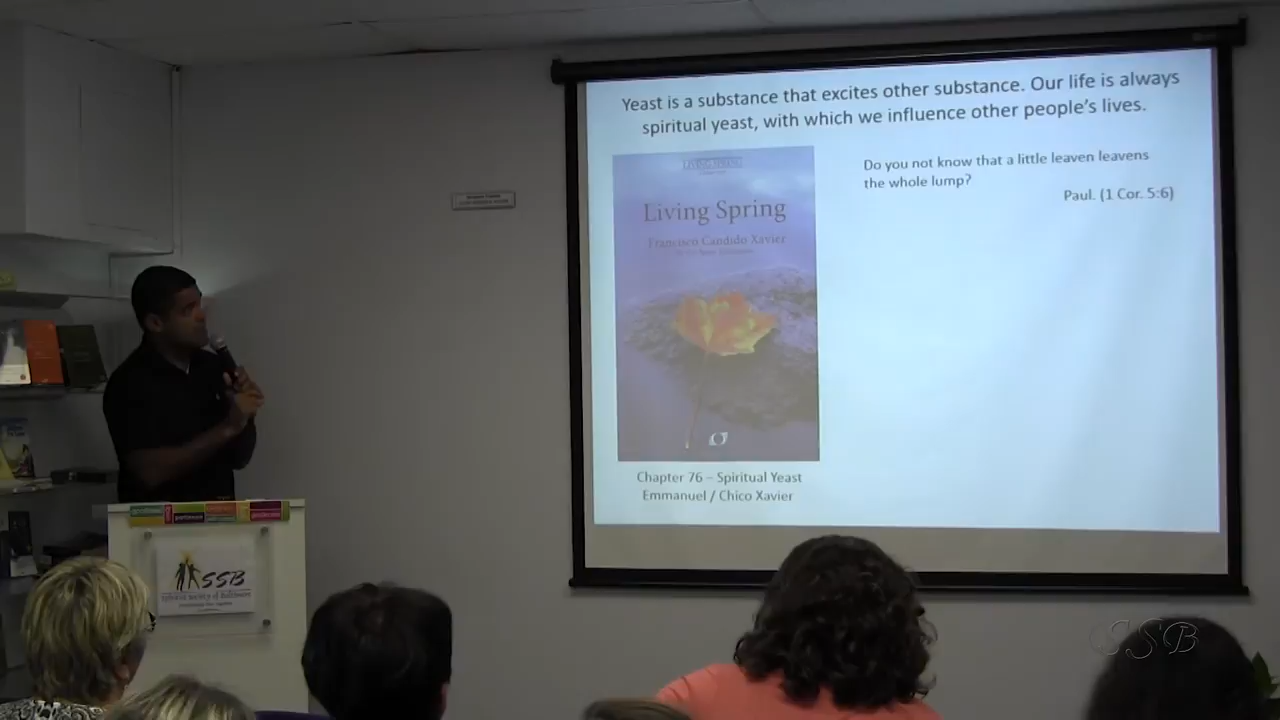 Yeast is a substance that excites other substance. Our life is always
spiritual yeast, with which we influence other people's lives.
LIVING SPRING
Living Spring
Francisco Candido Xavier
Do you not know that a little leaven leavens
the whole lump?
Paul. (1 Cor. 5:6)
Chapter 76 – Spiritual Yeast
Emmanuel / Chico Xavier
SSB
SSB